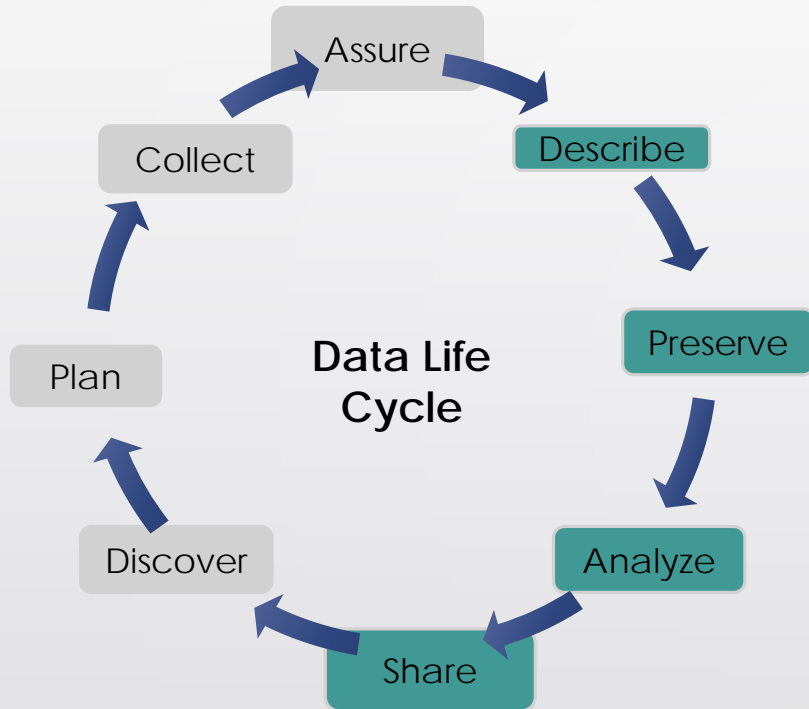 Assure
Describe
Collect
Preserve
Data Life
Cycle
Plan
Analyze
Discover
Share